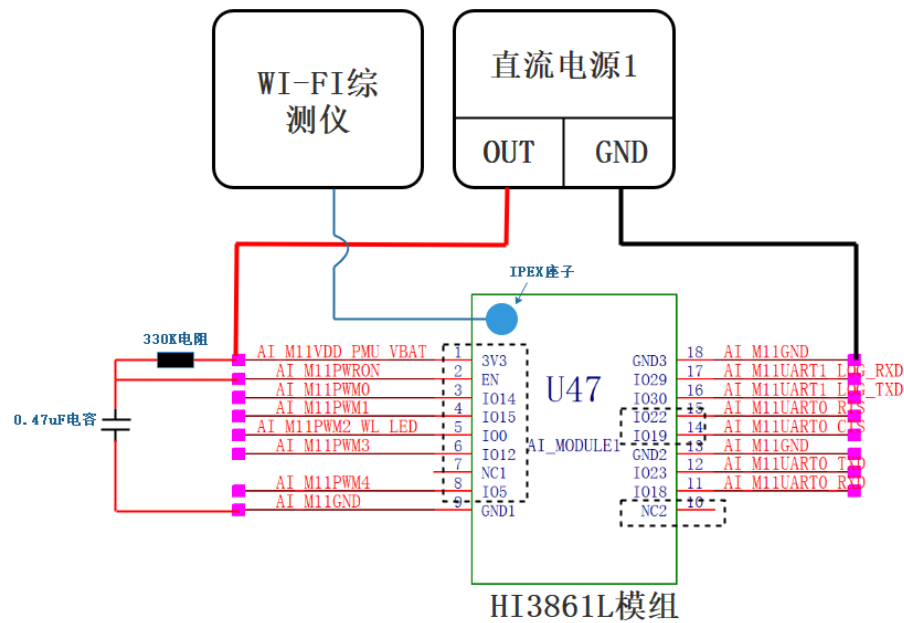 WI-FI综
测仪
直流电源1
OUT
GND
IPEX座子
330K电阻
0.47uF电容
AI_M11VDD_PMU_VBAT 1 3V3
AI_M11PWRON 2 EN
AI_M11PWM0 3 IO14
AI_M11PWM1 4 IO15
AI_M11PWM2_WL_LED 5 IO0
AI_M11PWM3 6 IO12
7 NC1
AI_M11PWM4 8 IO5
AI_M11GND 9 GND1
U47
AI_MODULE1
GND3 18 AI_M11GND
IO29 17 AI_M11UART1_LOG_RXD
IO30 16 AI_M11UART1_LOG_TXD
IO22 15 AI_M11UART0_RTS
IO19 14 AI_M11UART0_CTS
GND2 13 AI_M11GND
IO23 12 AI_M11UART0_TXD
IO18 11 AI_M11UART0_RXD
NC2 10
HI3861L模组